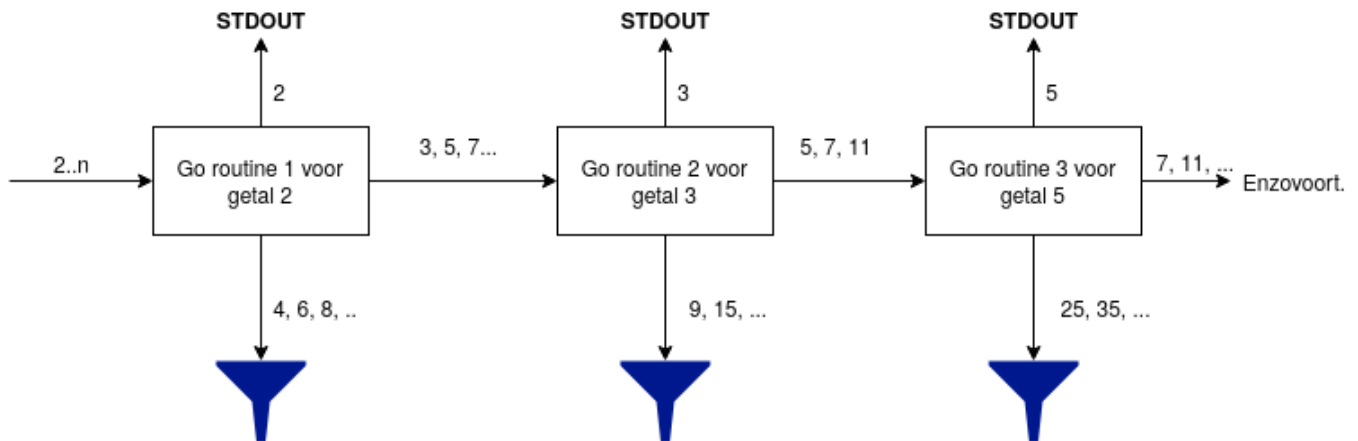 STDOUT
STDOUT
STDOUT
2
3
5
2..n
Go routine 1 voor
getal 2
3, 5, 7...
Go routine 2 voor
getal 3
5, 7, 11
Go routine 3 voor
getal 5
7, 11, ...
Enzovoort.
4, 6, 8, ..
9, 15, ...
25, 35, ...